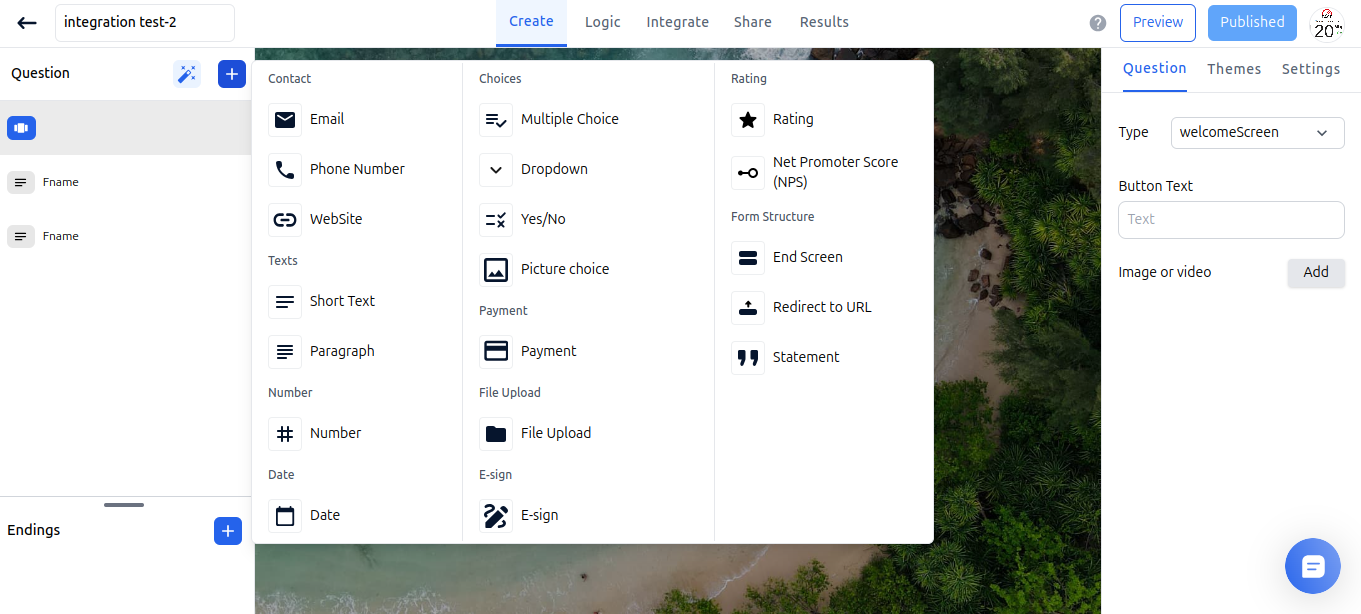 integration test-2
Create
Logic
Integrate
Share
Results
?
Preview
Published
20
Question
Fname
Fname
Endings
Contact
Email
Phone Number
WebSite
Texts
Short Text
Paragraph
Number
Number
Date
Date
Choices
Multiple Choice
Dropdown
Yes/No
Picture choice
Payment
Payment
File Upload
File Upload
E-sign
E-sign
Rating
Rating
Net Promoter Score
(NPS)
Form Structure
End Screen
Redirect to URL
Statement
Question
Themes
Settings
Type
welcomeScreen
Button Text
Text
Image or video
Add